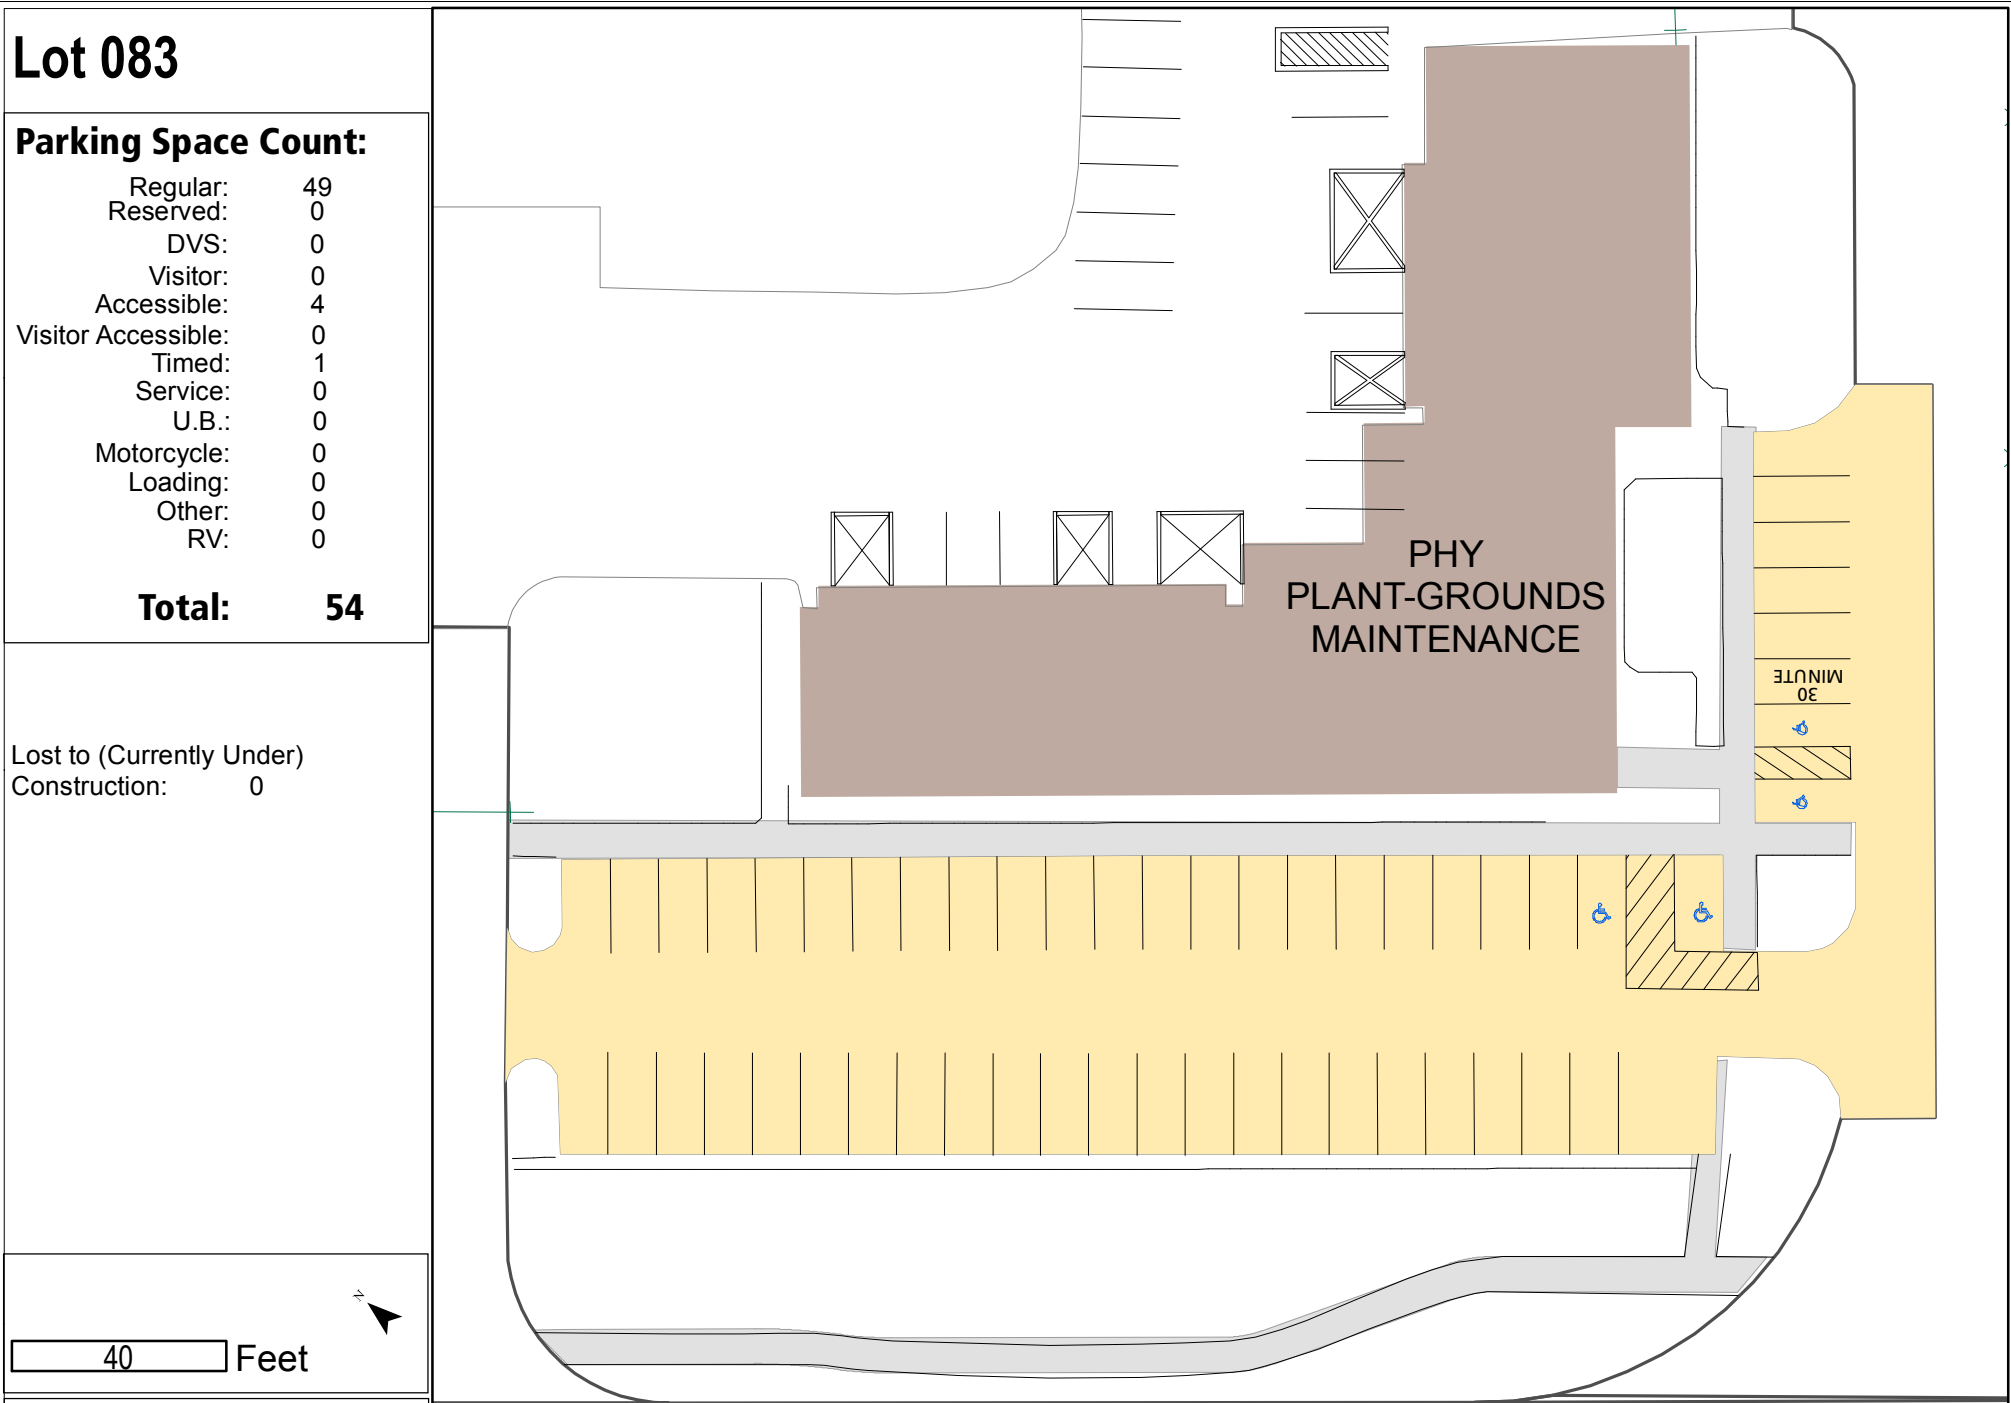 Lot 083
Parking Space Count:
Regular: 49
Reserved: 0
DVS: 0
Visitor: 0
Accessible: 4
Visitor Accessible: 0
Timed: 1
Service: 0
U.B.: 0
Motorcycle: 0
Loading: 0
Other: 0
RV: 0
Total: 54
Lost to (Currently Under)
Construction: 0
N
40 Feet
PHY
PLANT-GROUNDS
MAINTENANCE
30
MINUTE